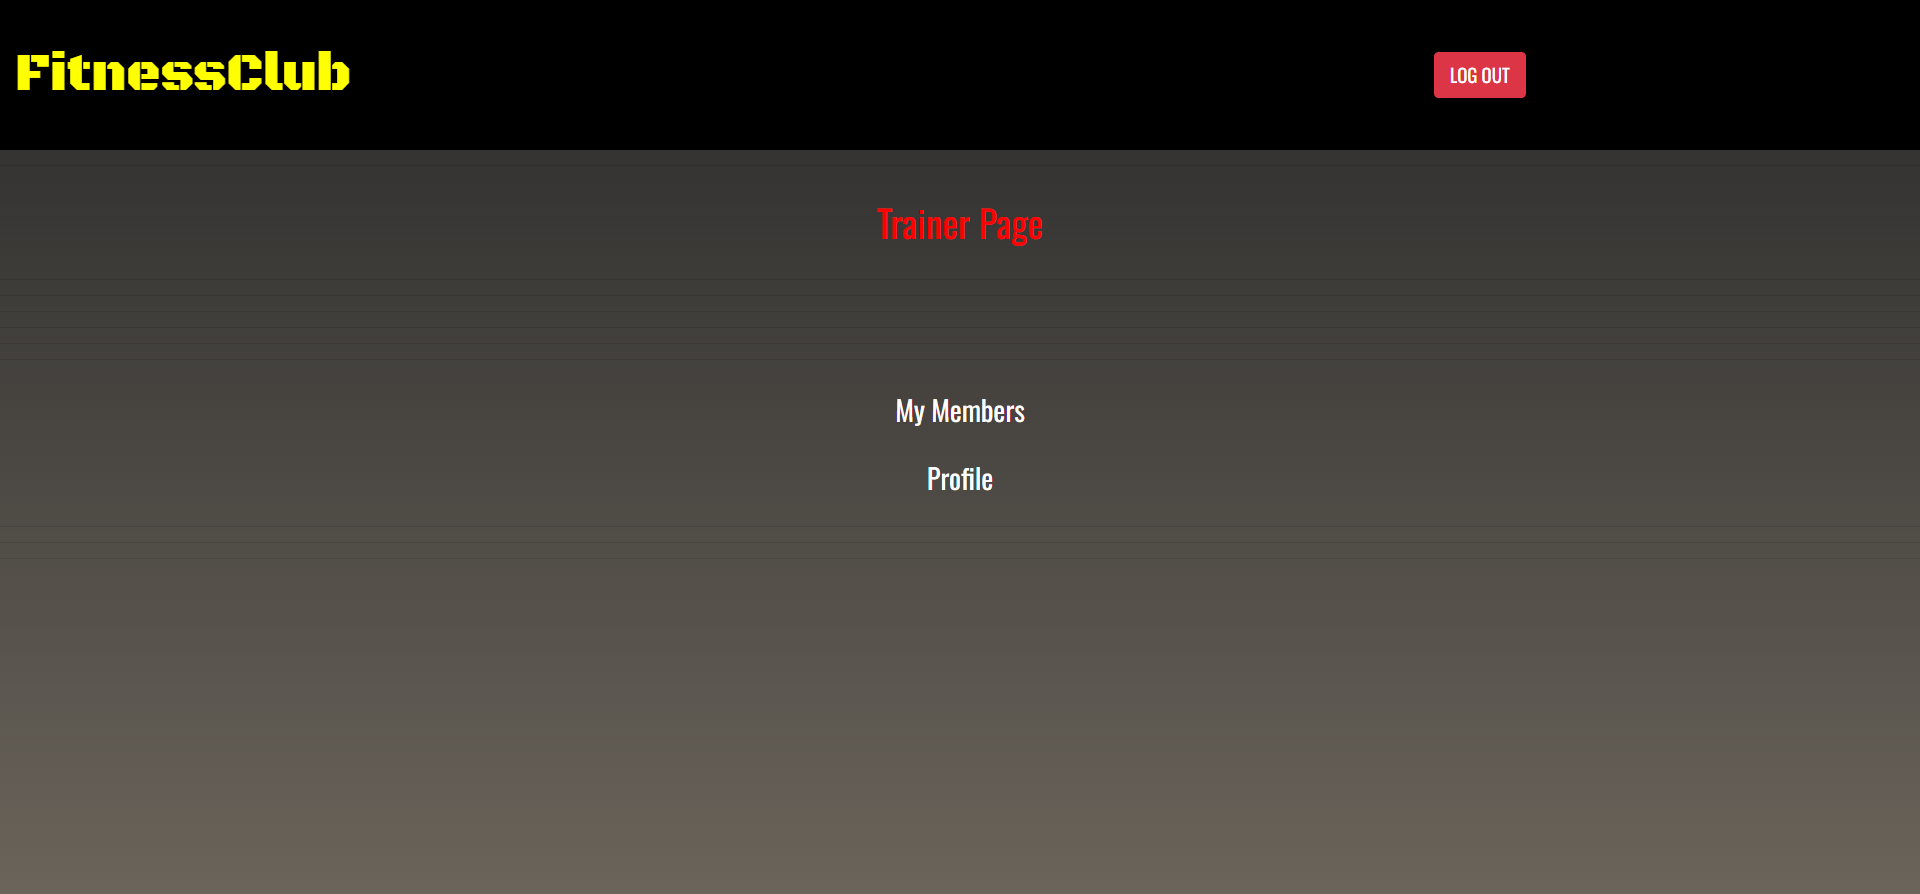 FitnessClub
LOG OUT
Trainer Page
My Members
Profile